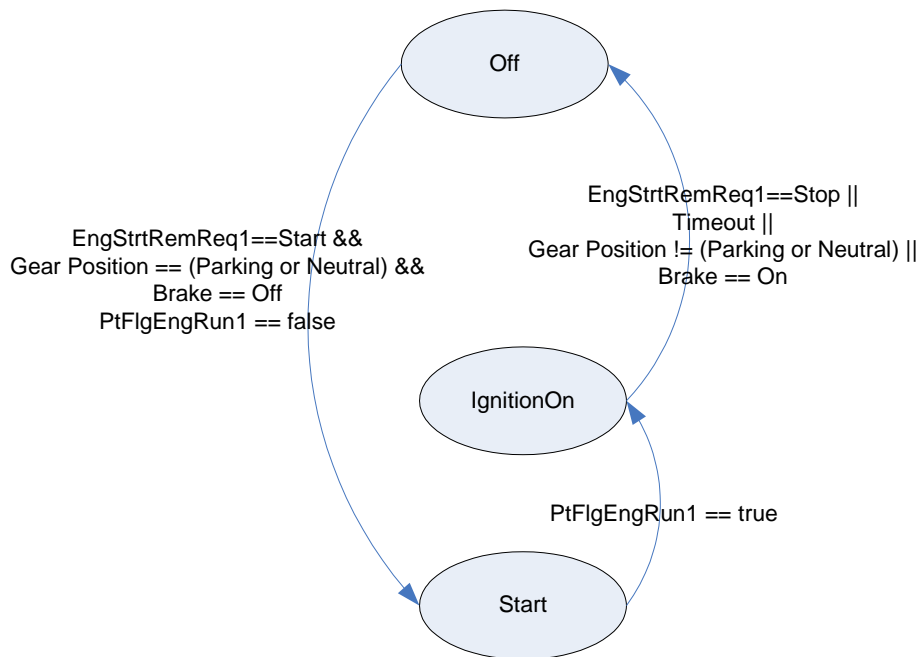 Off
EngStrtRemReq1==Stop ||
Timeout ||
Gear Position != (Parking or Neutral) ||
Brake == On
EngStrtRemReq1==Start &&
Gear Position == (Parking or Neutral) &&
Brake == Off
PtFlgEngRun1 == false
IgnitionOn
PtFlgEngRun1 == true
Start